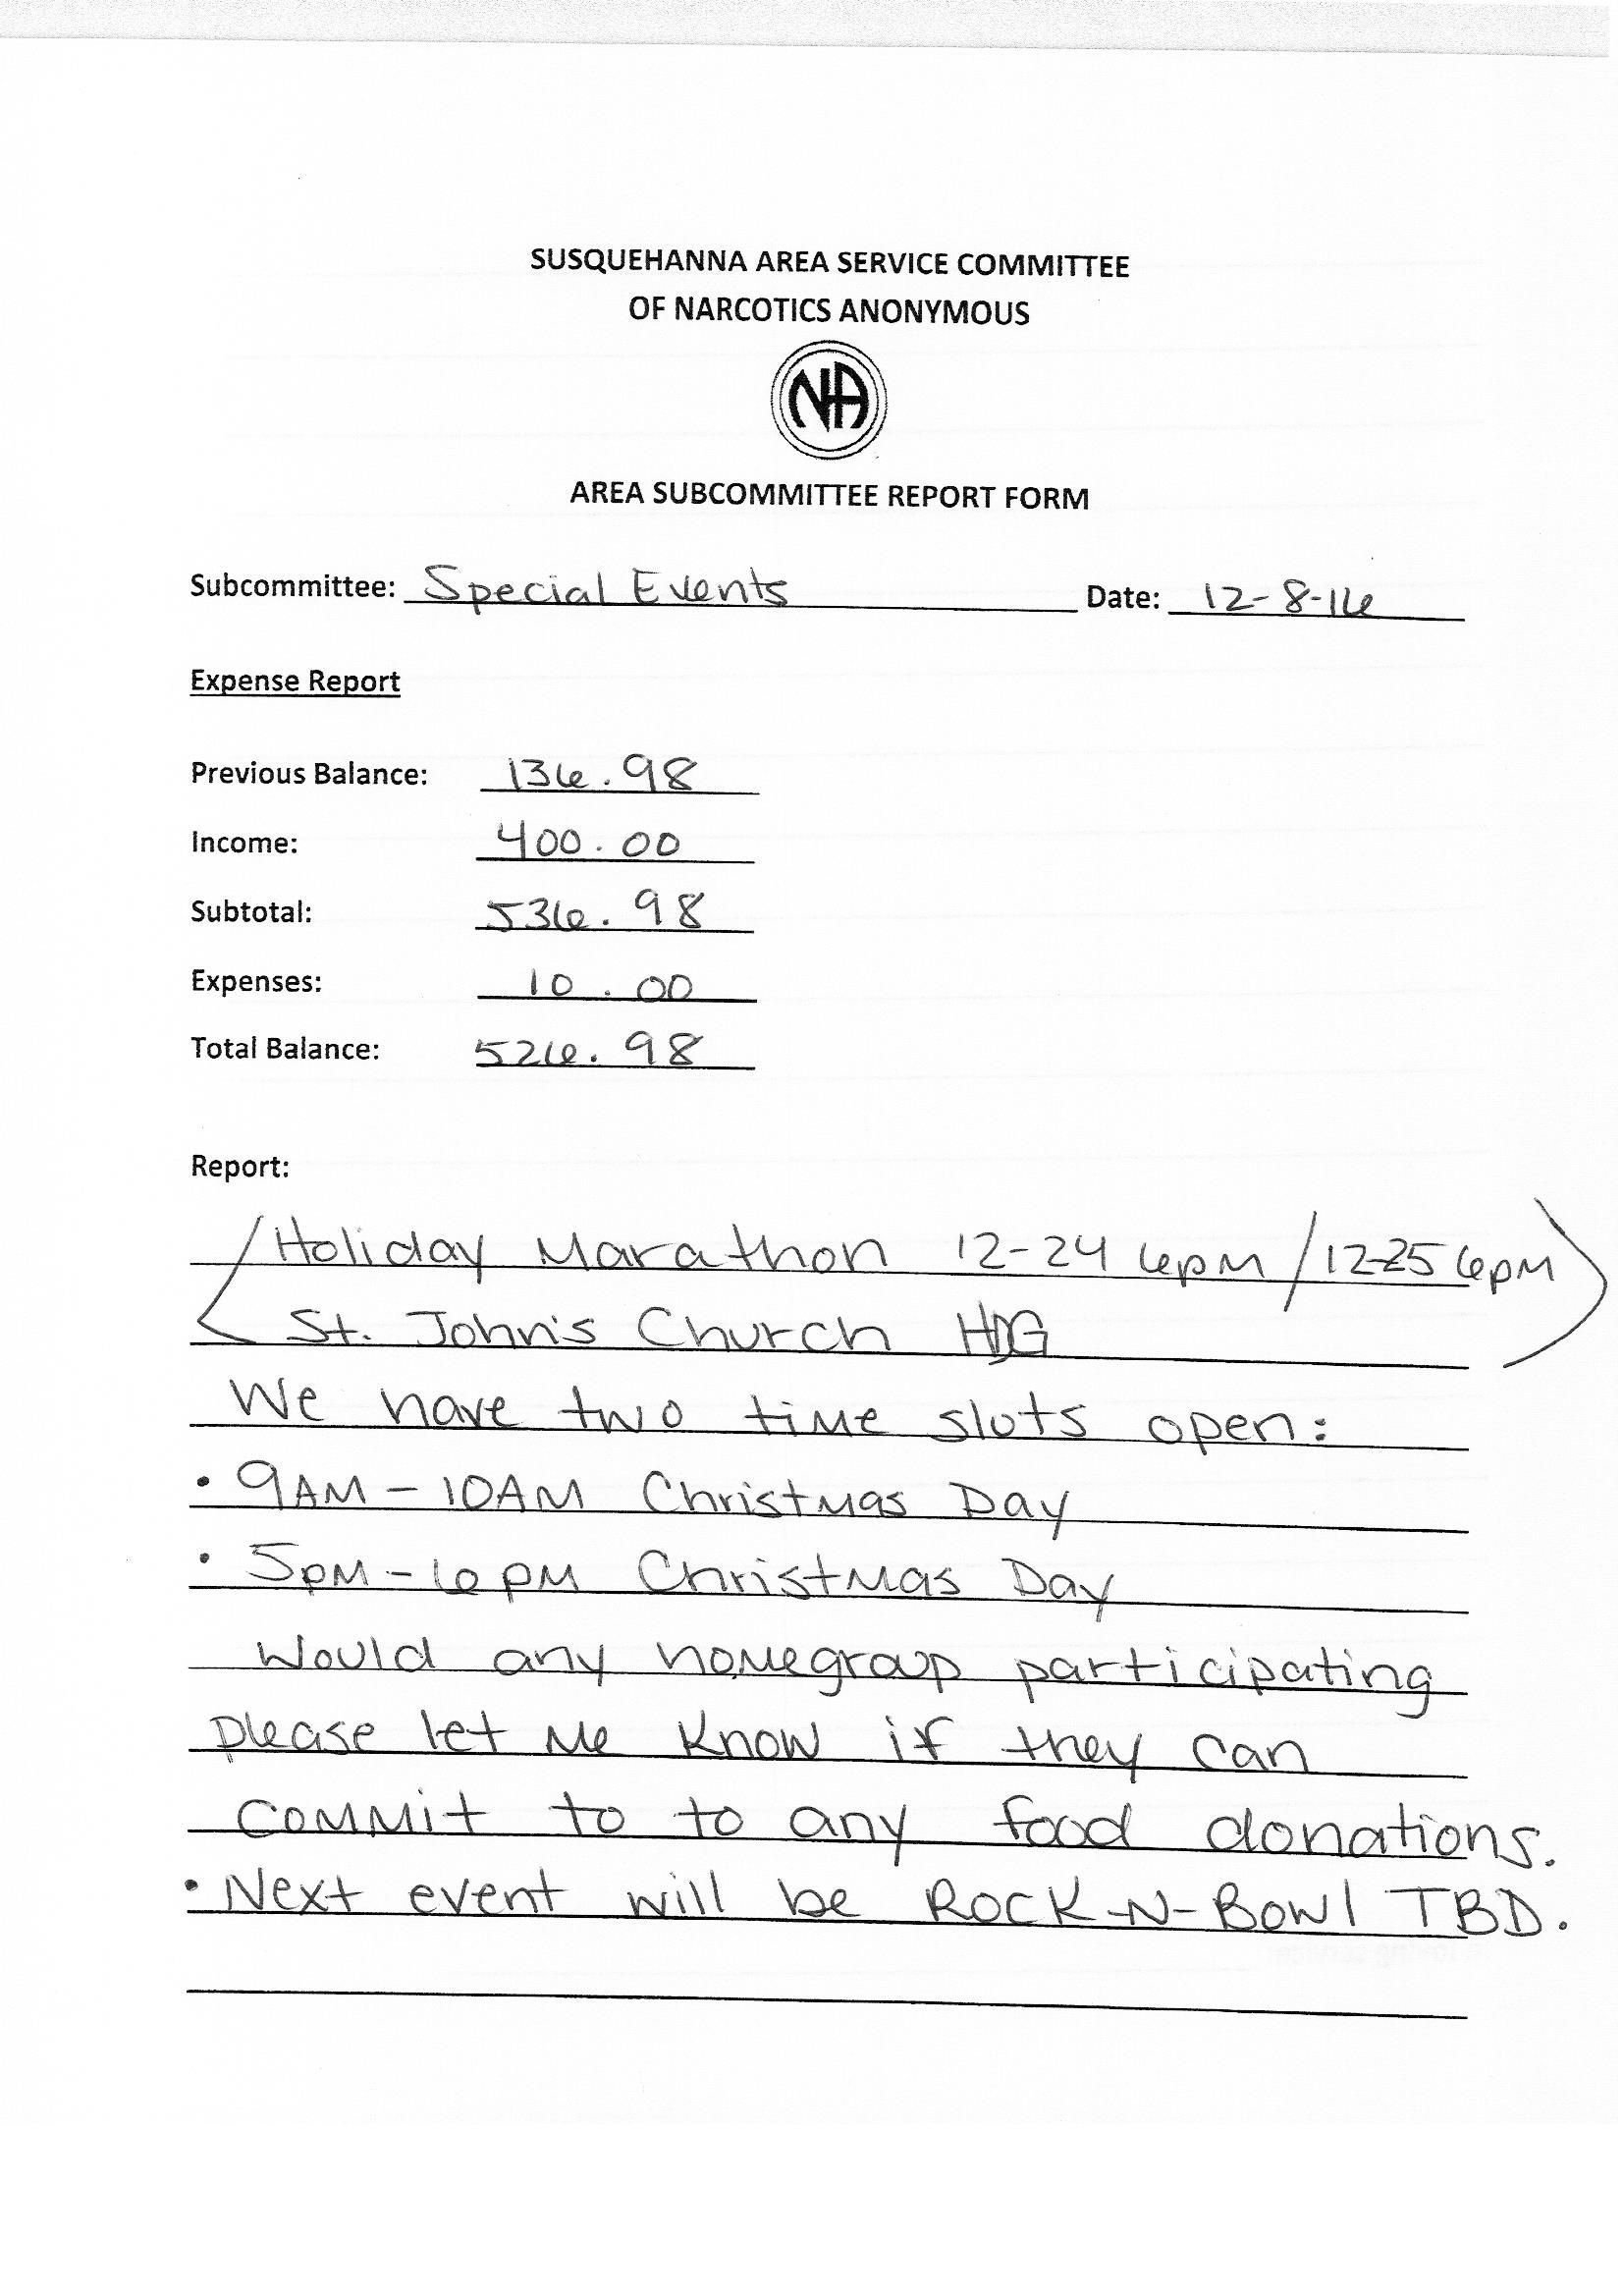 SUSQUEHANNA AREA SERVICE COMMITTEE
OF NARCOTICS ANONYMOUS
NA
AREA SUBCOMMITTEE REPORT FORM
Subcommittee: Special Events Date: 12-8-16
Expense Report
Previous Balance: 136.98
Income: 400.00
Subtotal: 536.98
Expenses: 10.00
Total Balance: 526.98
Report:
Holiday Marathon 12-24 6pm/12-25 6pm
St. John's Church HDG
We have two time slots open:
• 9AM - 10AM Christmas Day
• 5pm - 6pm Christmas Day
Would any homegroup participating
please let me know if they can
commit to to any food donations.
• Next event will be ROCK-N-BOWl TBD.